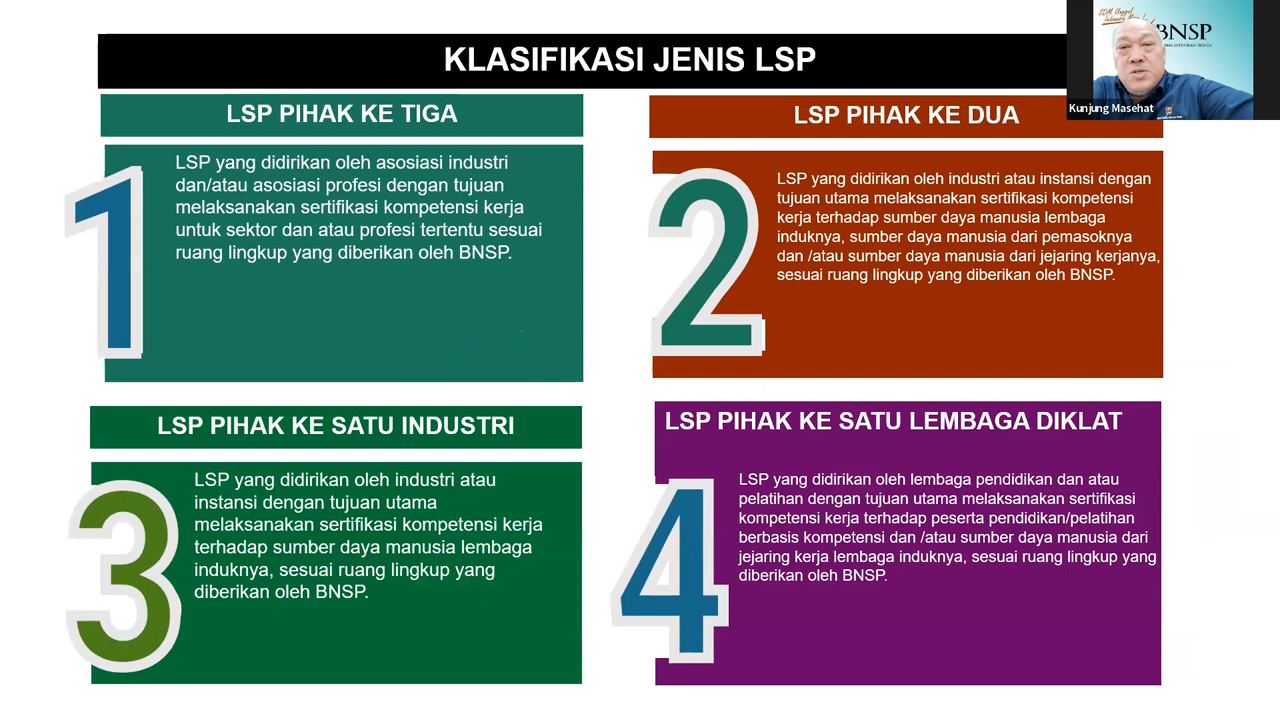 KLASIFIKASI JENIS LSP
SDM Unggul
BNSP
Kunjung Masehat
LSP PIHAK KE TIGA
1
LSP yang didirikan oleh asosiasi industri
dan/atau asosiasi profesi dengan tujuan
melaksanakan sertifikasi kompetensi kerja
untuk sektor dan atau profesi tertentu sesuai
ruang lingkup yang diberikan oleh BNSP.
LSP PIHAK KE DUA
2
LSP yang didirikan oleh industri atau instansi dengan
tujuan utama melaksanakan sertifikasi kompetensi
kerja terhadap sumber daya manusia lembaga
induknya, sumber daya manusia dari pemasoknya
dan /atau sumber daya manusia dari jejaring kerjanya,
sesuai ruang lingkup yang diberikan oleh BNSP.
LSP PIHAK KE SATU INDUSTRI
3
LSP yang didirikan oleh industri atau
instansi dengan tujuan utama
melaksanakan sertifikasi kompetensi kerja
terhadap sumber daya manusia lembaga
induknya, sesuai ruang lingkup yang
diberikan oleh BNSP.
LSP PIHAK KE SATU LEMBAGA DIKLAT
4
LSP yang didirikan oleh lembaga pendidikan dan atau
pelatihan dengan tujuan utama melaksanakan sertifikasi
kompetensi kerja terhadap peserta pendidikan/pelatihan
berbasis kompetensi dan /atau sumber daya manusia dari
jejaring kerja lembaga induknya, sesuai ruang lingkup yang
diberikan oleh BNSP.